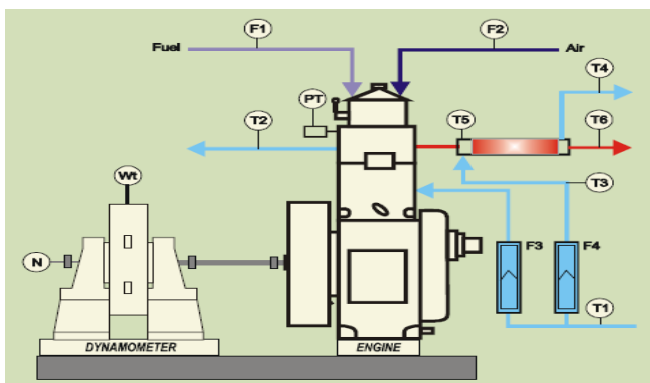 F1
F2
Fuel
Air
T4
PT
T2
T5
T6
Wt
T3
F3
F4
N
T1
DYNAMOMETER
ENGINE